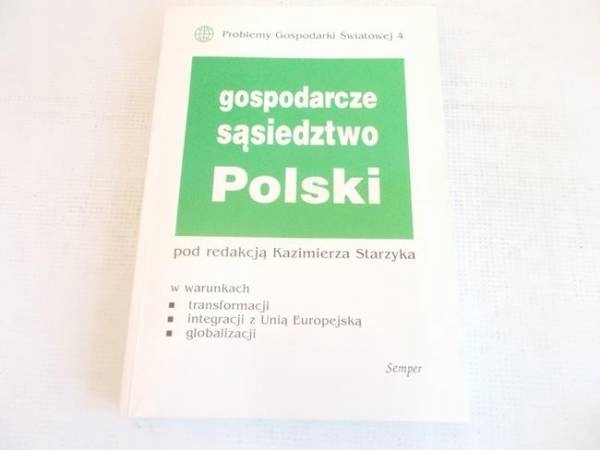 Problemy Gospodarki Światowej 4
gospodarcze
sąsiedztwo
Polski
pod redakcją Kazimierza Starzyka
w warunkach
▪ transformacji
▪ integracji z Unią Europejską
▪ globalizacji
Semper